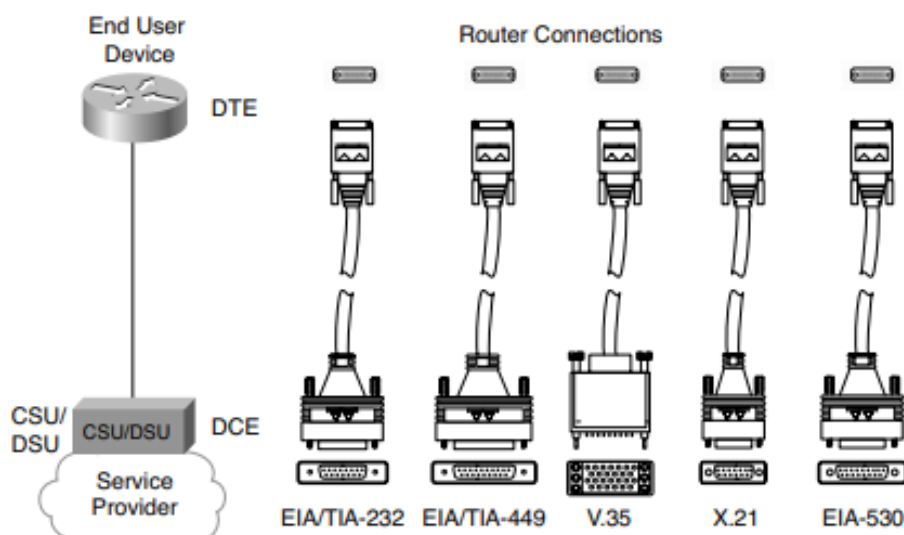 End User
Device
Router Connections
DTE
CSU/
DSU
CSU/DSU
DCE
Service
Provider
EIA/TIA-232 EIA/TIA-449 V.35 X.21 EIA-530